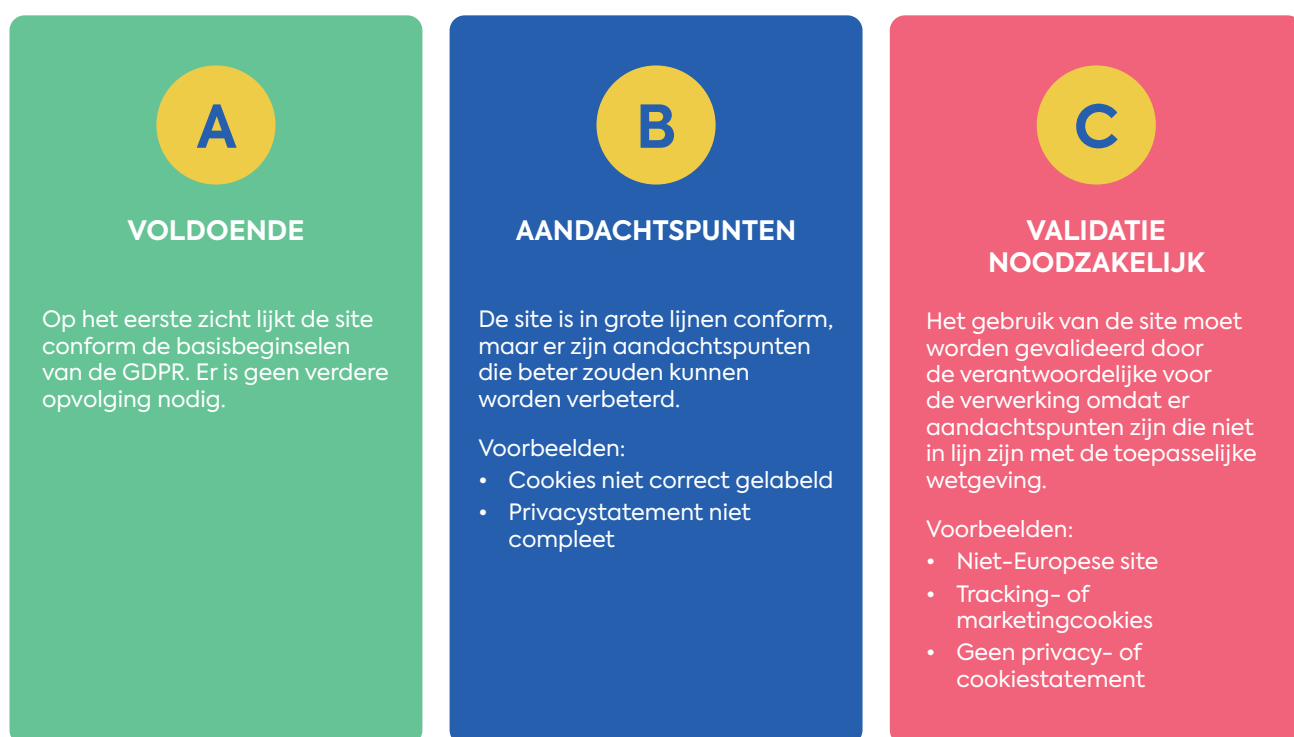 A
VOLDOENDE
Op het eerste zicht lijkt de site
conform de basisbeginselen
van de GDPR. Er is geen verdere
opvolging nodig.
B
AANDACHTSPUNTEN
De site is in grote lijnen conform,
maar er zijn aandachtspunten
die beter zouden kunnen
worden verbeterd.
Voorbeelden:
• Cookies niet correct gelabeld
• Privacystatement niet
compleet
C
VALIDATIE
NOODZAKELIJK
Het gebruik van de site moet
worden gevalideerd door
de verantwoordelijke voor
de verwerking omdat er
aandachtspunten zijn die niet
in lijn zijn met de toepasselijke
wetgeving.
Voorbeelden:
• Niet-Europese site
• Tracking- of
marketingcookies
• Geen privacy- of
cookiestatement